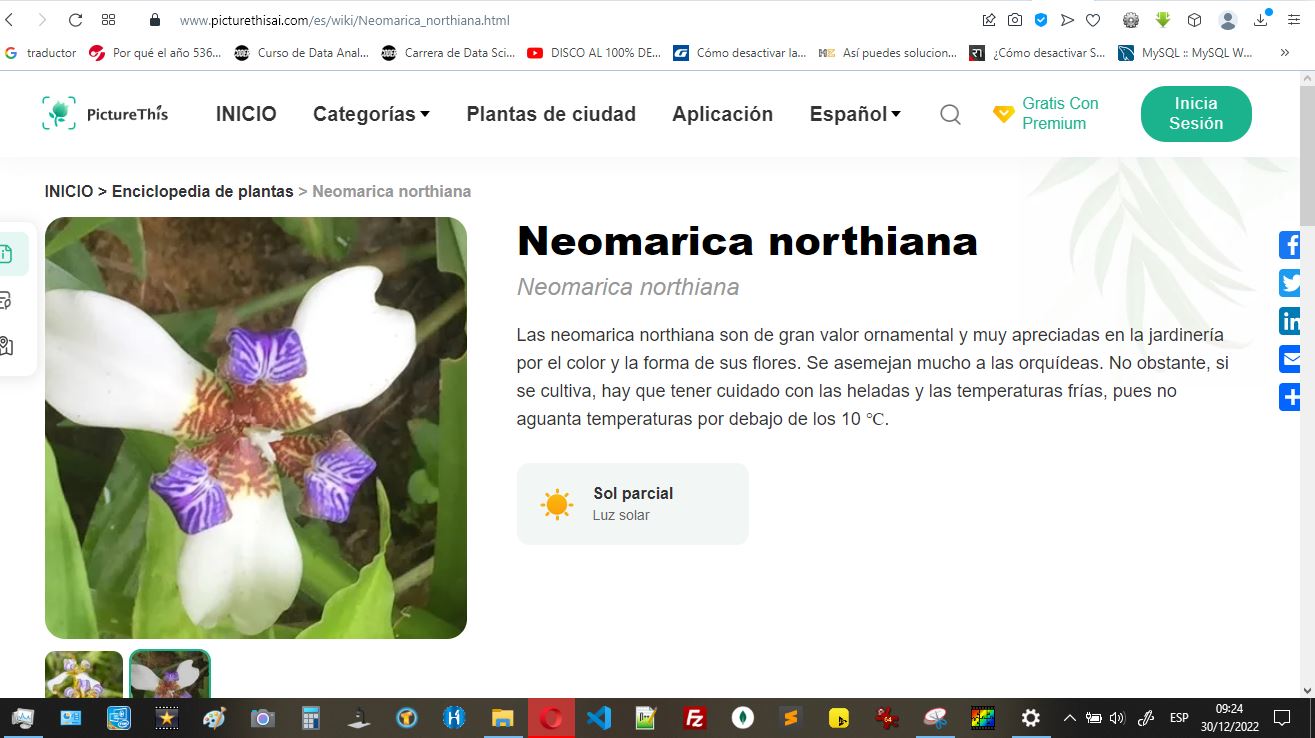 www.picturethisai.com/es/wiki/Neomarica_northiana.html
traductor
Por qué el año 536...
Curso de Data Anal...
Carrera de Data Sci...
DISCO AL 100% DE...
Cómo desactivar la...
Así puedes solucion...
¿Cómo desactivar S...
MySQL :: MySQL W...
PictureThis
INICIO
Categorías
Plantas de ciudad
Aplicación
Español
Gratis Con
Premium
Inicia
Sesión
INICIO > Enciclopedia de plantas > Neomarica northiana
Neomarica northiana
Neomarica northiana
Las neomarica northiana son de gran valor ornamental y muy apreciadas en la jardinería
por el color y la forma de sus flores. Se asemejan mucho a las orquídeas. No obstante, si
se cultiva, hay que tener cuidado con las heladas y las temperaturas frías, pues no
aguanta temperaturas por debajo de los 10 ℃.
Sol parcial
Luz solar
ESP
09:24
30/12/2022